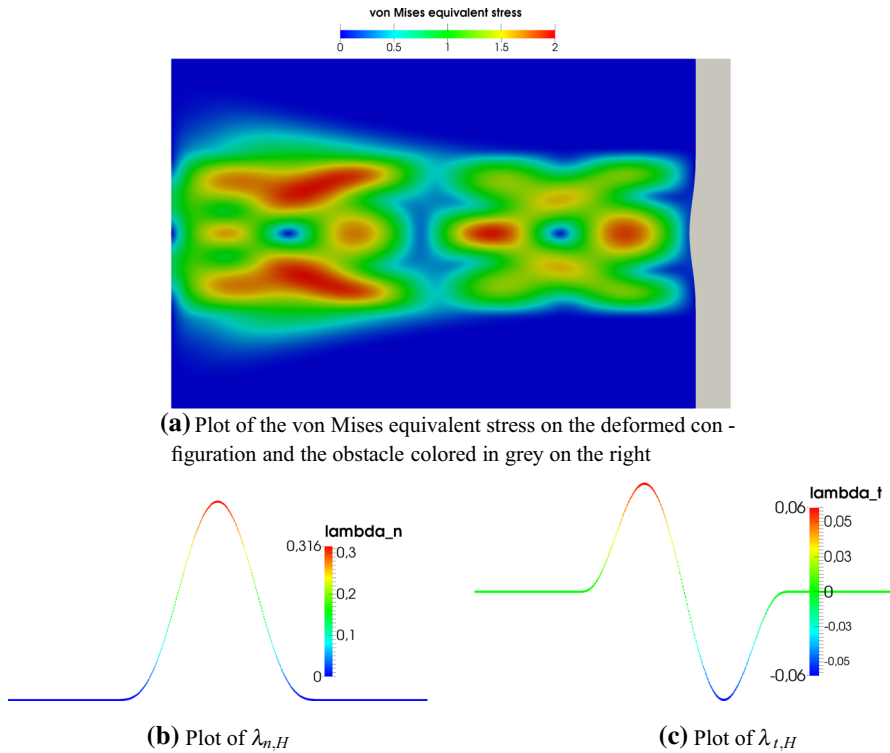 von Mises equivalent stress
0 0.5 1 1.5 2
(a) Plot of the von Mises equivalent stress on the deformed con -
figuration and the obstacle colored in grey on the right
lambda_n
0,316
0,3
0,2
0,1
0
(b) Plot of λn,H
lambda_t
0,06
0.05
0.03
0
-0.03
-0.05
-0,06
(c) Plot of λt,H